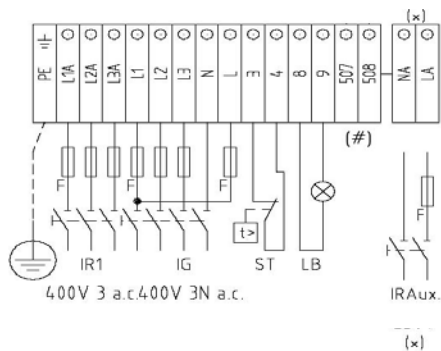 (x)
PE L1A L2A L3A L1 L2 L3 N L 3 4 8 9 507 508 NA LA
(#)
F F F F
t>
IR1 IG ST LB IRAux.
400V 3 a.c.400V 3N a.c.
(x)